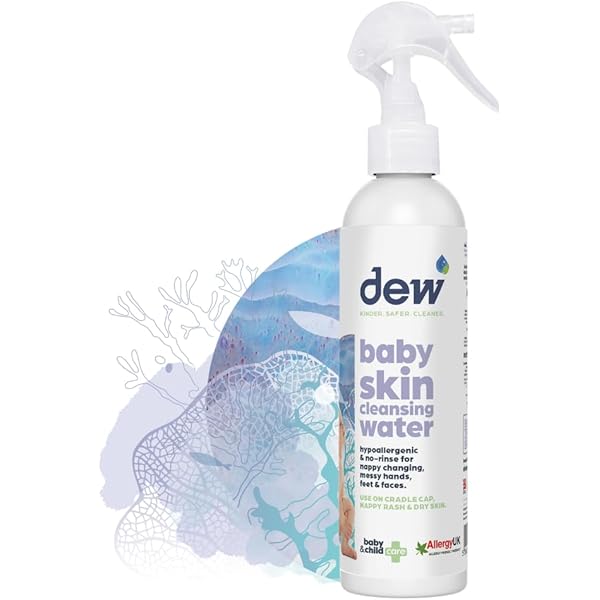 dew
KINDER. SAFER. CLEANER.
baby
skin
cleansing
water
hypoallergenic
& no-rinse for
nappy changing,
messy hands,
feet & faces.
USE ON CRADLE CAP,
NAPPY RASH & DRY SKIN.
baby
&child care
AllergyUK